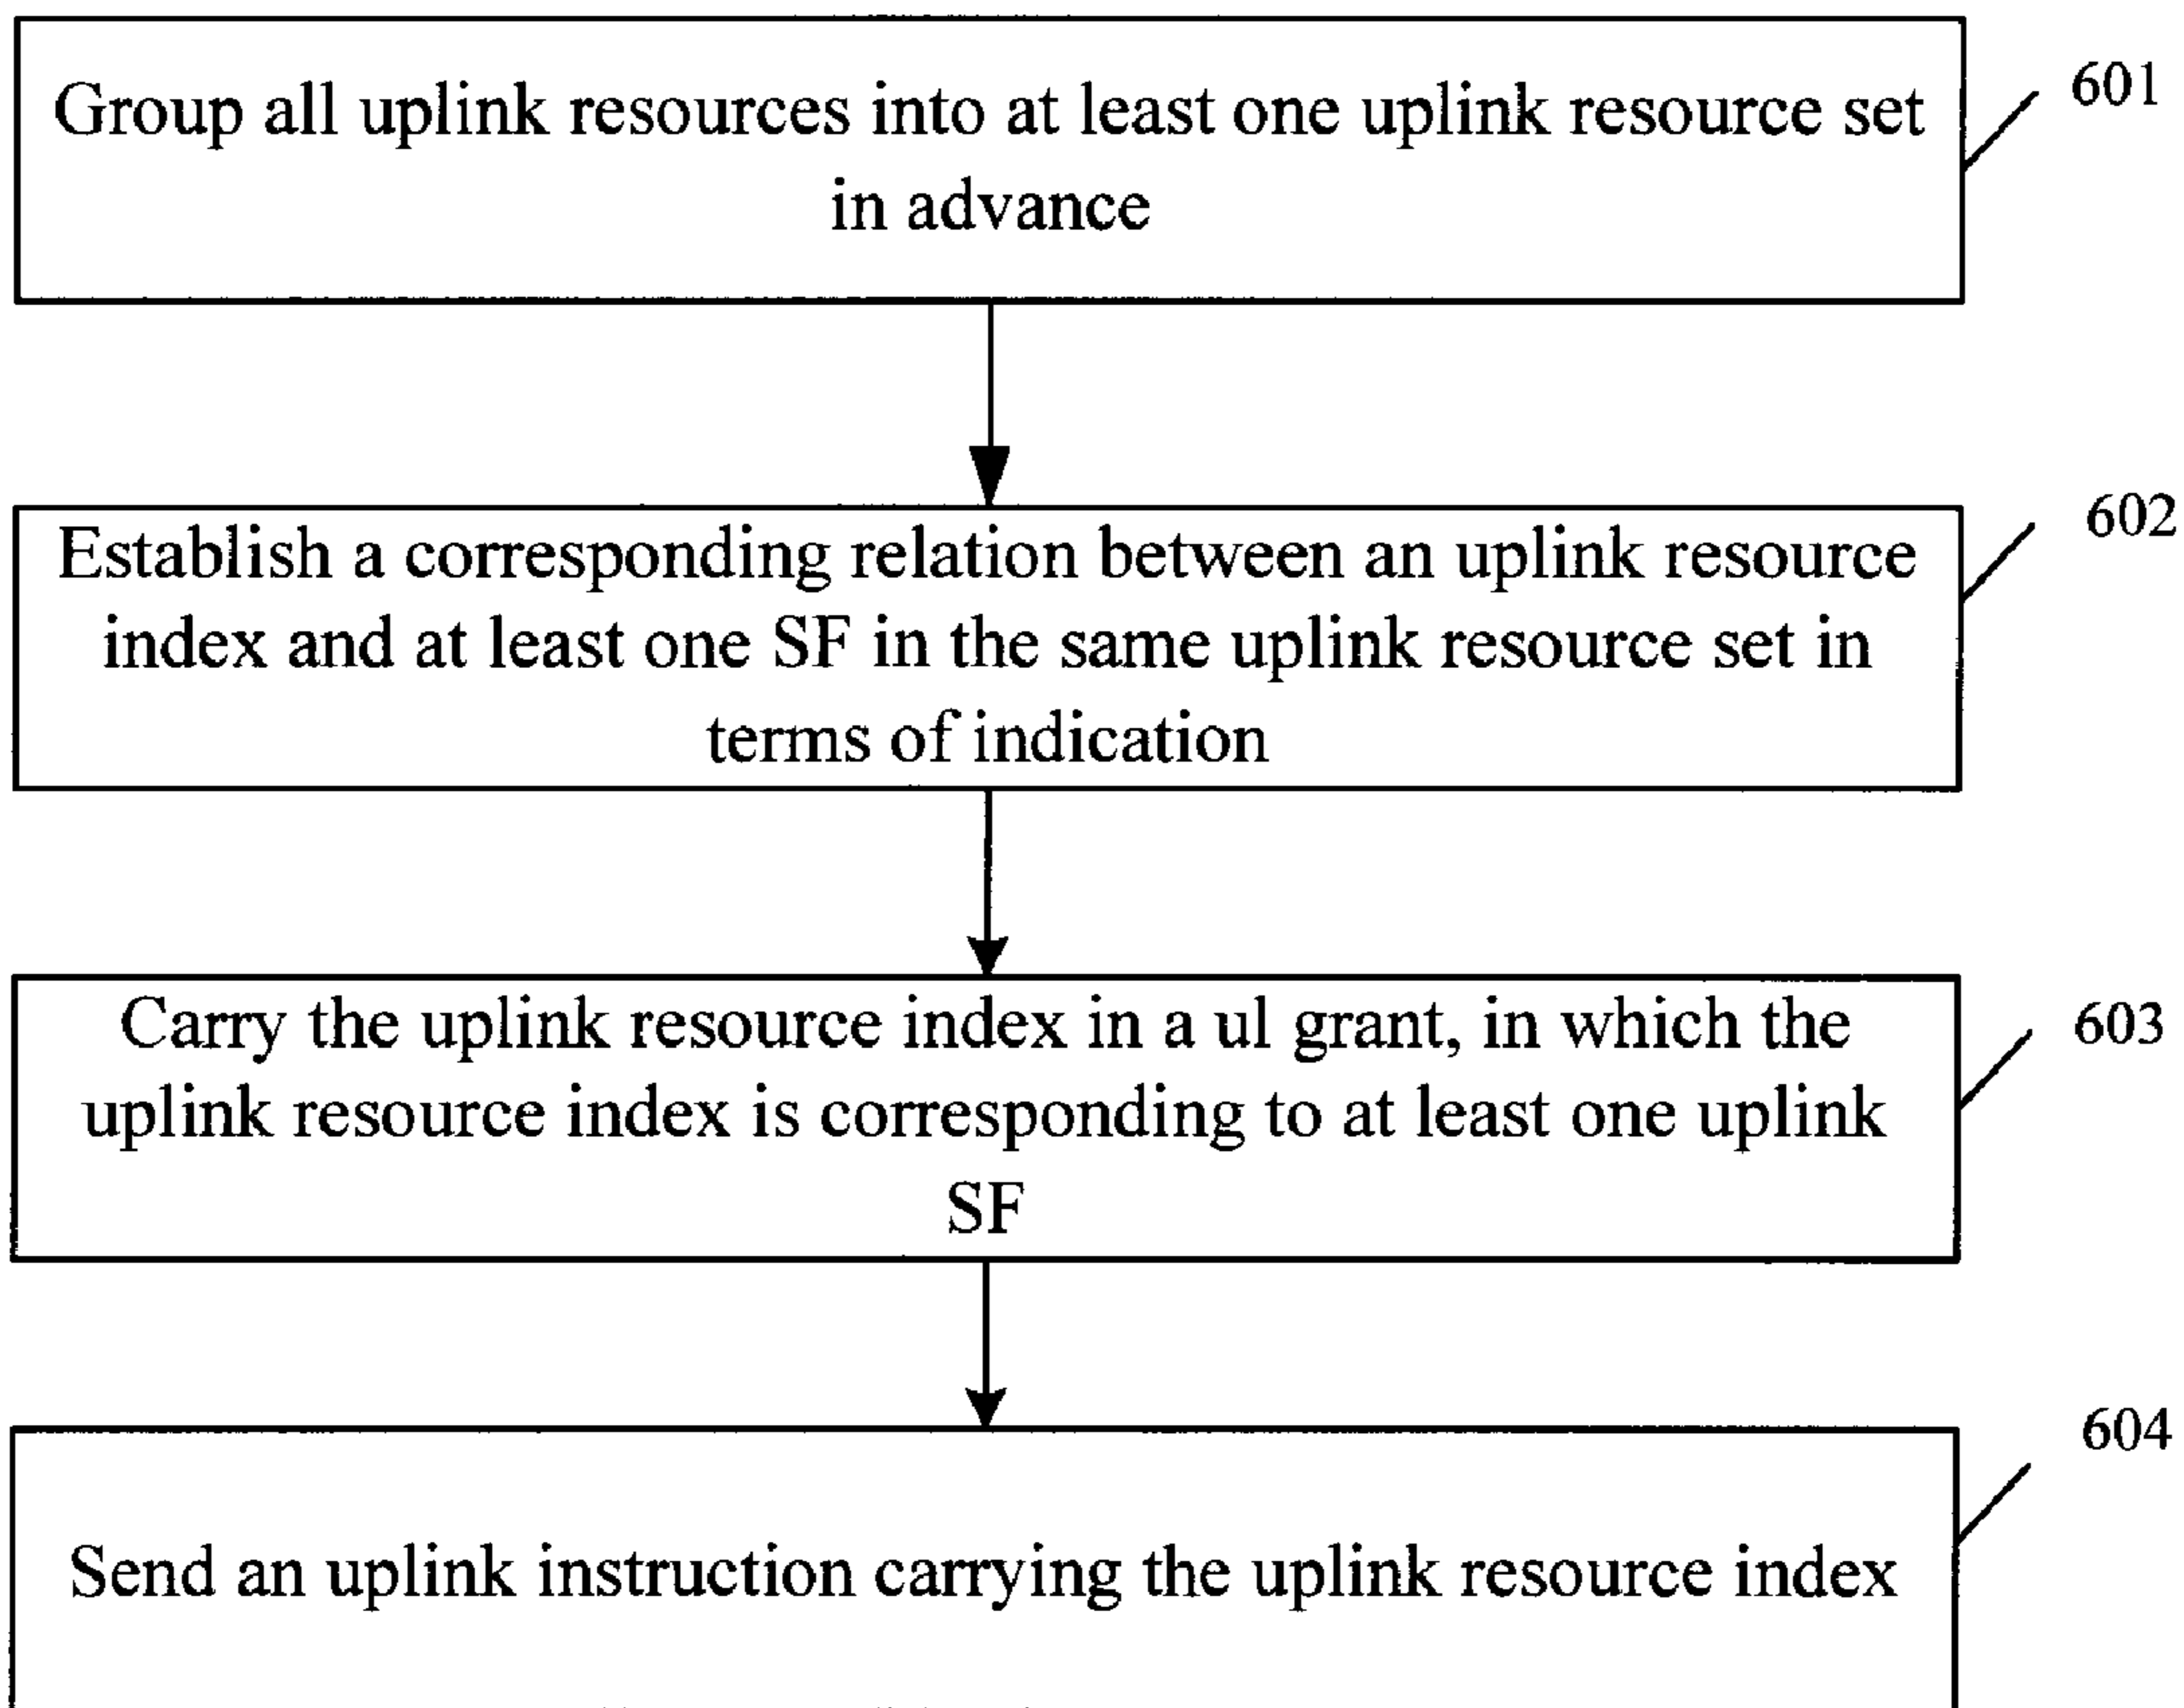 Group all uplink resources into at least one uplink resource set
in advance
601
Establish a corresponding relation between an uplink resource
index and at least one SF in the same uplink resource set in
terms of indication
602
Carry the uplink resource index in a ul grant, in which the
uplink resource index is corresponding to at least one uplink
SF
603
Send an uplink instruction carrying the uplink resource index
604